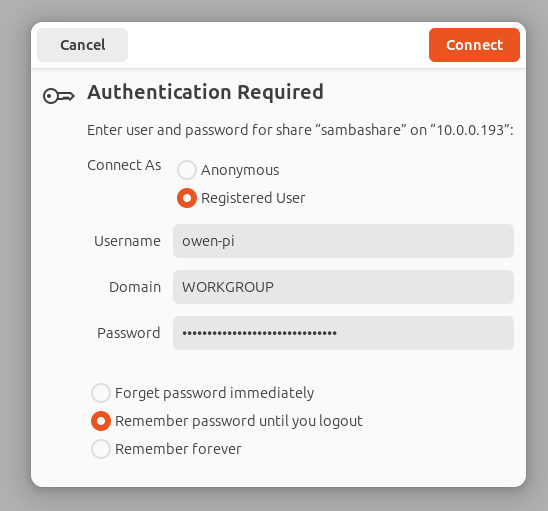 Cancel
Connect
Authentication Required
Enter user and password for share “sambashare” on “10.0.0.193”:
Connect As
Anonymous
Registered User
Username owen-pi
Domain WORKGROUP
Password •••••••••••••••••••••••••••••••
Forget password immediately
Remember password until you logout
Remember forever